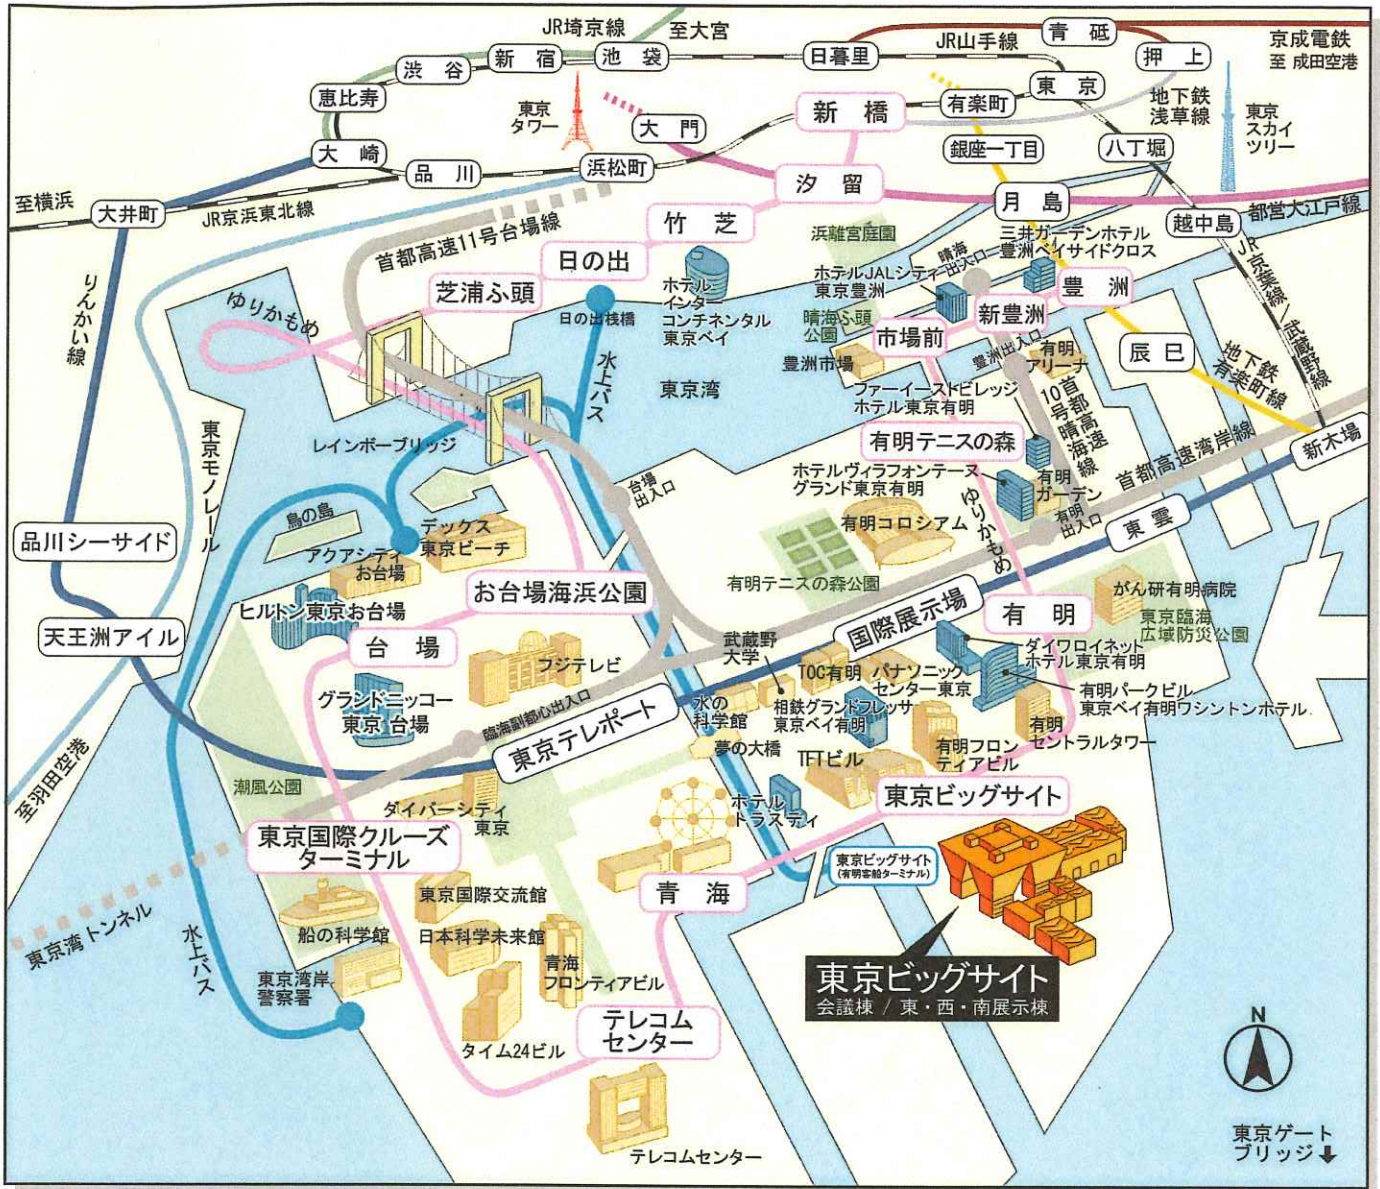 JR埼京線
至大宮
新宿
池袋
日暮里
JR山手線
青砥
京成電鉄
至 成田空港
渋谷
押上
恵比寿
東京
タワー
大門
新橋
有楽町
東京
地下鉄
浅草線
東京
スカイ
ツリー
大崎
品川
浜松町
汐留
銀座一丁目
八丁堀
至横浜
大井町
JR京浜東北線
竹芝
月島
越中島
都営大江戸線
首都高速11号台場線
日の出
浜離宮庭園
晴海
出入口
三井ガーデンホテル
豊洲ベイサイドクロス
JR京葉線/武蔵野線
りんかい線
ゆりかもめ
芝浦ふ頭
日の出桟橋
ホテル
インター
コンチネンタル
東京ベイ
ホテルJALシティ
東京豊洲
晴海ふ頭
公園
新豊洲
豊洲
市場前
豊洲出入口
有明
アリーナ
辰巳
地下鉄
有楽町線
水上バス
東京湾
豊洲市場
ファーイーストビレッジ
ホテル東京有明
首都高速
10号晴海線
首都高速湾岸線
新木場
東京モノレール
レインボーブリッジ
台場
出入口
有明テニスの森
ホテルヴィラフォンテーヌ
グランド東京有明
有明
ガーデン
有明
出入口
ゆりかもめ
東雲
品川シーサイド
鳥の島
デックス
東京ビーチ
アクアシティ
お台場
有明コロシアム
有明テニスの森公園
お台場海浜公園
がん研有明病院
東京臨海
広域防災公園
ヒルトン東京お台場
天王洲アイル
台場
国際展示場
有明
フジテレビ
武蔵野
大学
TOC有明
パナソニック
センター東京
ダイワロイネット
ホテル東京有明
グランドニッコー
東京 台場
臨海副都心出入口
東京テレポート
水の
科学館
相鉄グランドフレッサ
東京ベイ有明
有明パークビル
東京ベイ有明ワシントンホテル
有明
セントラルタワー
夢の大橋
TFTビル
有明フロン
ティアビル
至羽田空港
潮風公園
ダイバーシティ
東京
ホテル
トラスティ
東京ビッグサイト
東京国際クルーズ
ターミナル
東京ビッグサイト
(有明客船ターミナル)
青海
東京国際交流館
東京湾トンネル
水上バス
船の科学館
日本科学未来館
青海
フロンティアビル
東京湾岸
警察署
東京ビッグサイト
会議棟 / 東・西・南展示棟
テレコム
センター
タイム24ビル
N
テレコムセンター
東京ゲート
ブリッジ⬇